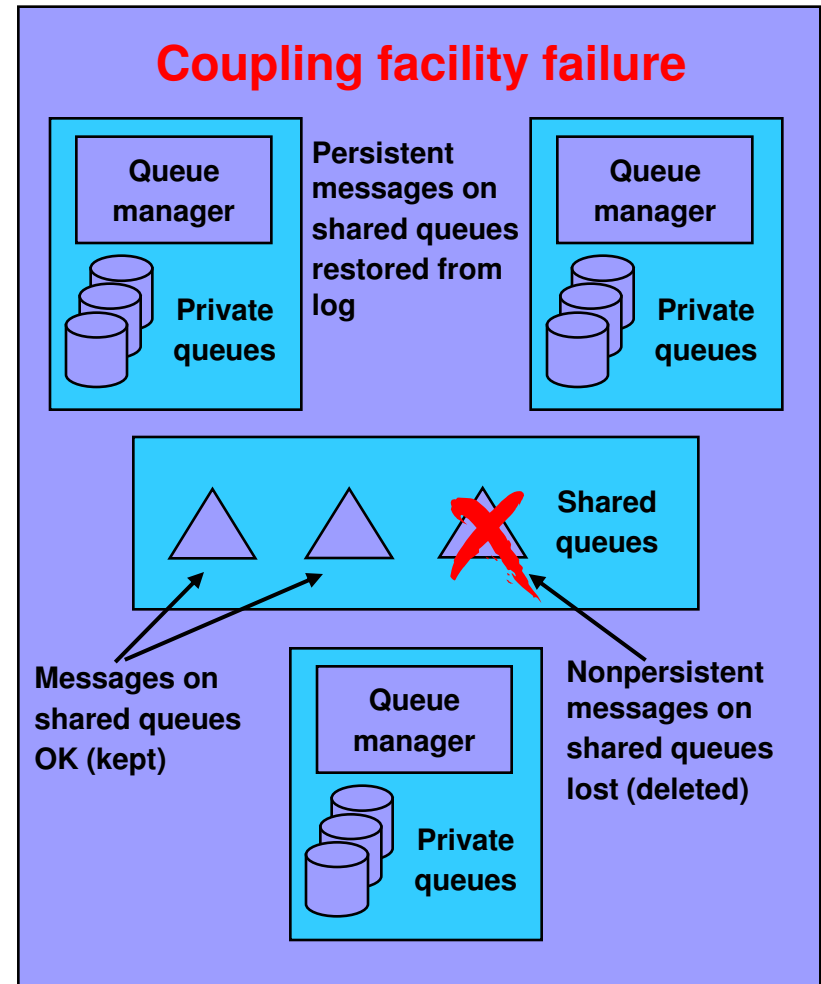 Coupling facility failure
Queue
manager
Private
queues
Persistent
messages on
shared queues
restored from
log
Queue
manager
Private
queues
Shared
queues
Messages on
shared queues
OK (kept)
Queue
manager
Private
queues
Nonpersistent
messages on
shared queues
lost (deleted)